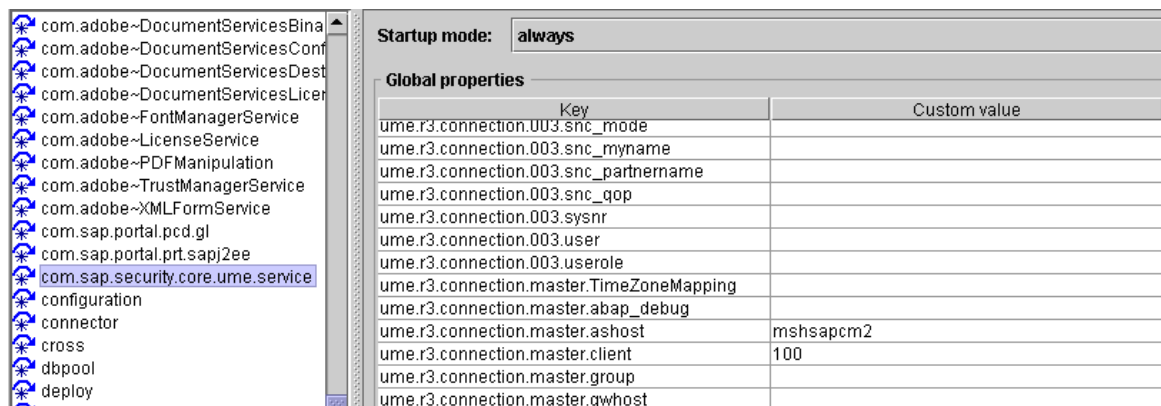 com.adobe~DocumentServicesBina
com.adobe~DocumentServicesConf
com.adobe~DocumentServicesDest
com.adobe~DocumentServicesLicer
com.adobe~FontManagerService
com.adobe~LicenseService
com.adobe~PDFManipulation
com.adobe~TrustManagerService
com.adobe~XMLFormService
com.sap.portal.pcd.gl
com.sap.portal.prt.sapj2ee
com.sap.security.core.ume.service
configuration
connector
cross
dbpool
deploy
Startup mode: always
Global properties
Key Custom value
ume.r3.connection.003.snc_mode
ume.r3.connection.003.snc_myname
ume.r3.connection.003.snc_partnername
ume.r3.connection.003.snc_qop
ume.r3.connection.003.sysnr
ume.r3.connection.003.user
ume.r3.connection.003.userole
ume.r3.connection.master.TimeZoneMapping
ume.r3.connection.master.abap_debug
ume.r3.connection.master.ashost mshsapcm2
ume.r3.connection.master.client 100
ume.r3.connection.master.group
ume.r3.connection.master.gwhost